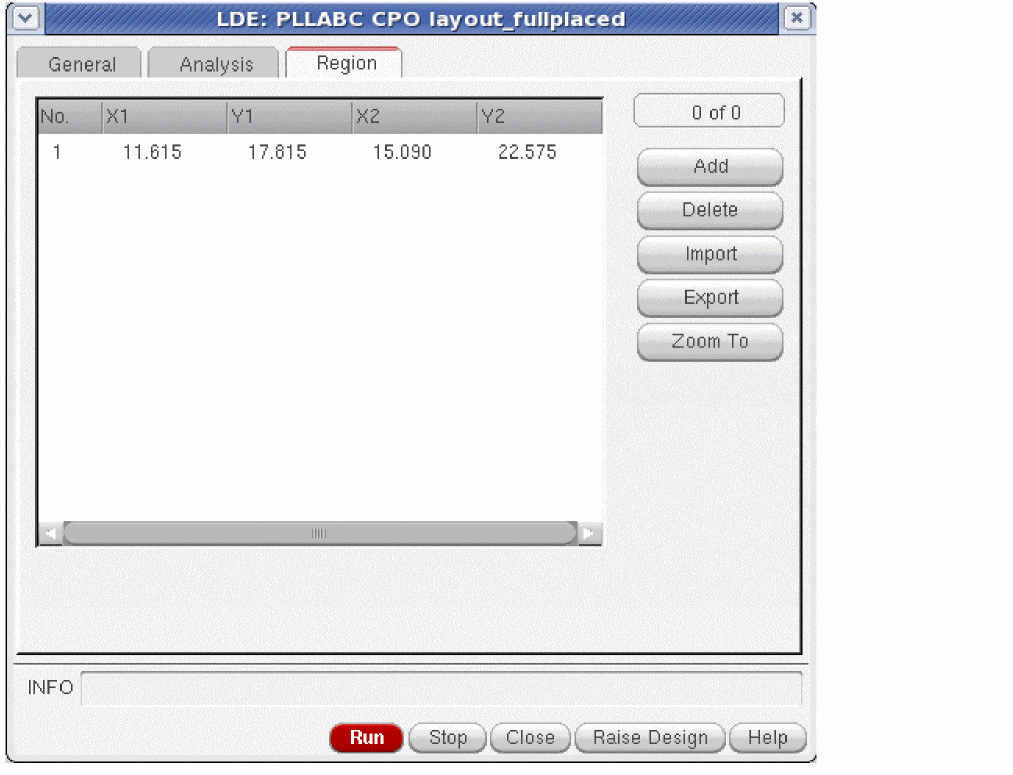 LDE: PLLABC CPO layout_fullplaced
General Analysis Region
No. X1 Y1 X2 Y2
0 of 0
1 11.615 17.815 15.090 22.575
Add
Delete
Import
Export
Zoom To
INFO
Run Stop Close Raise Design Help